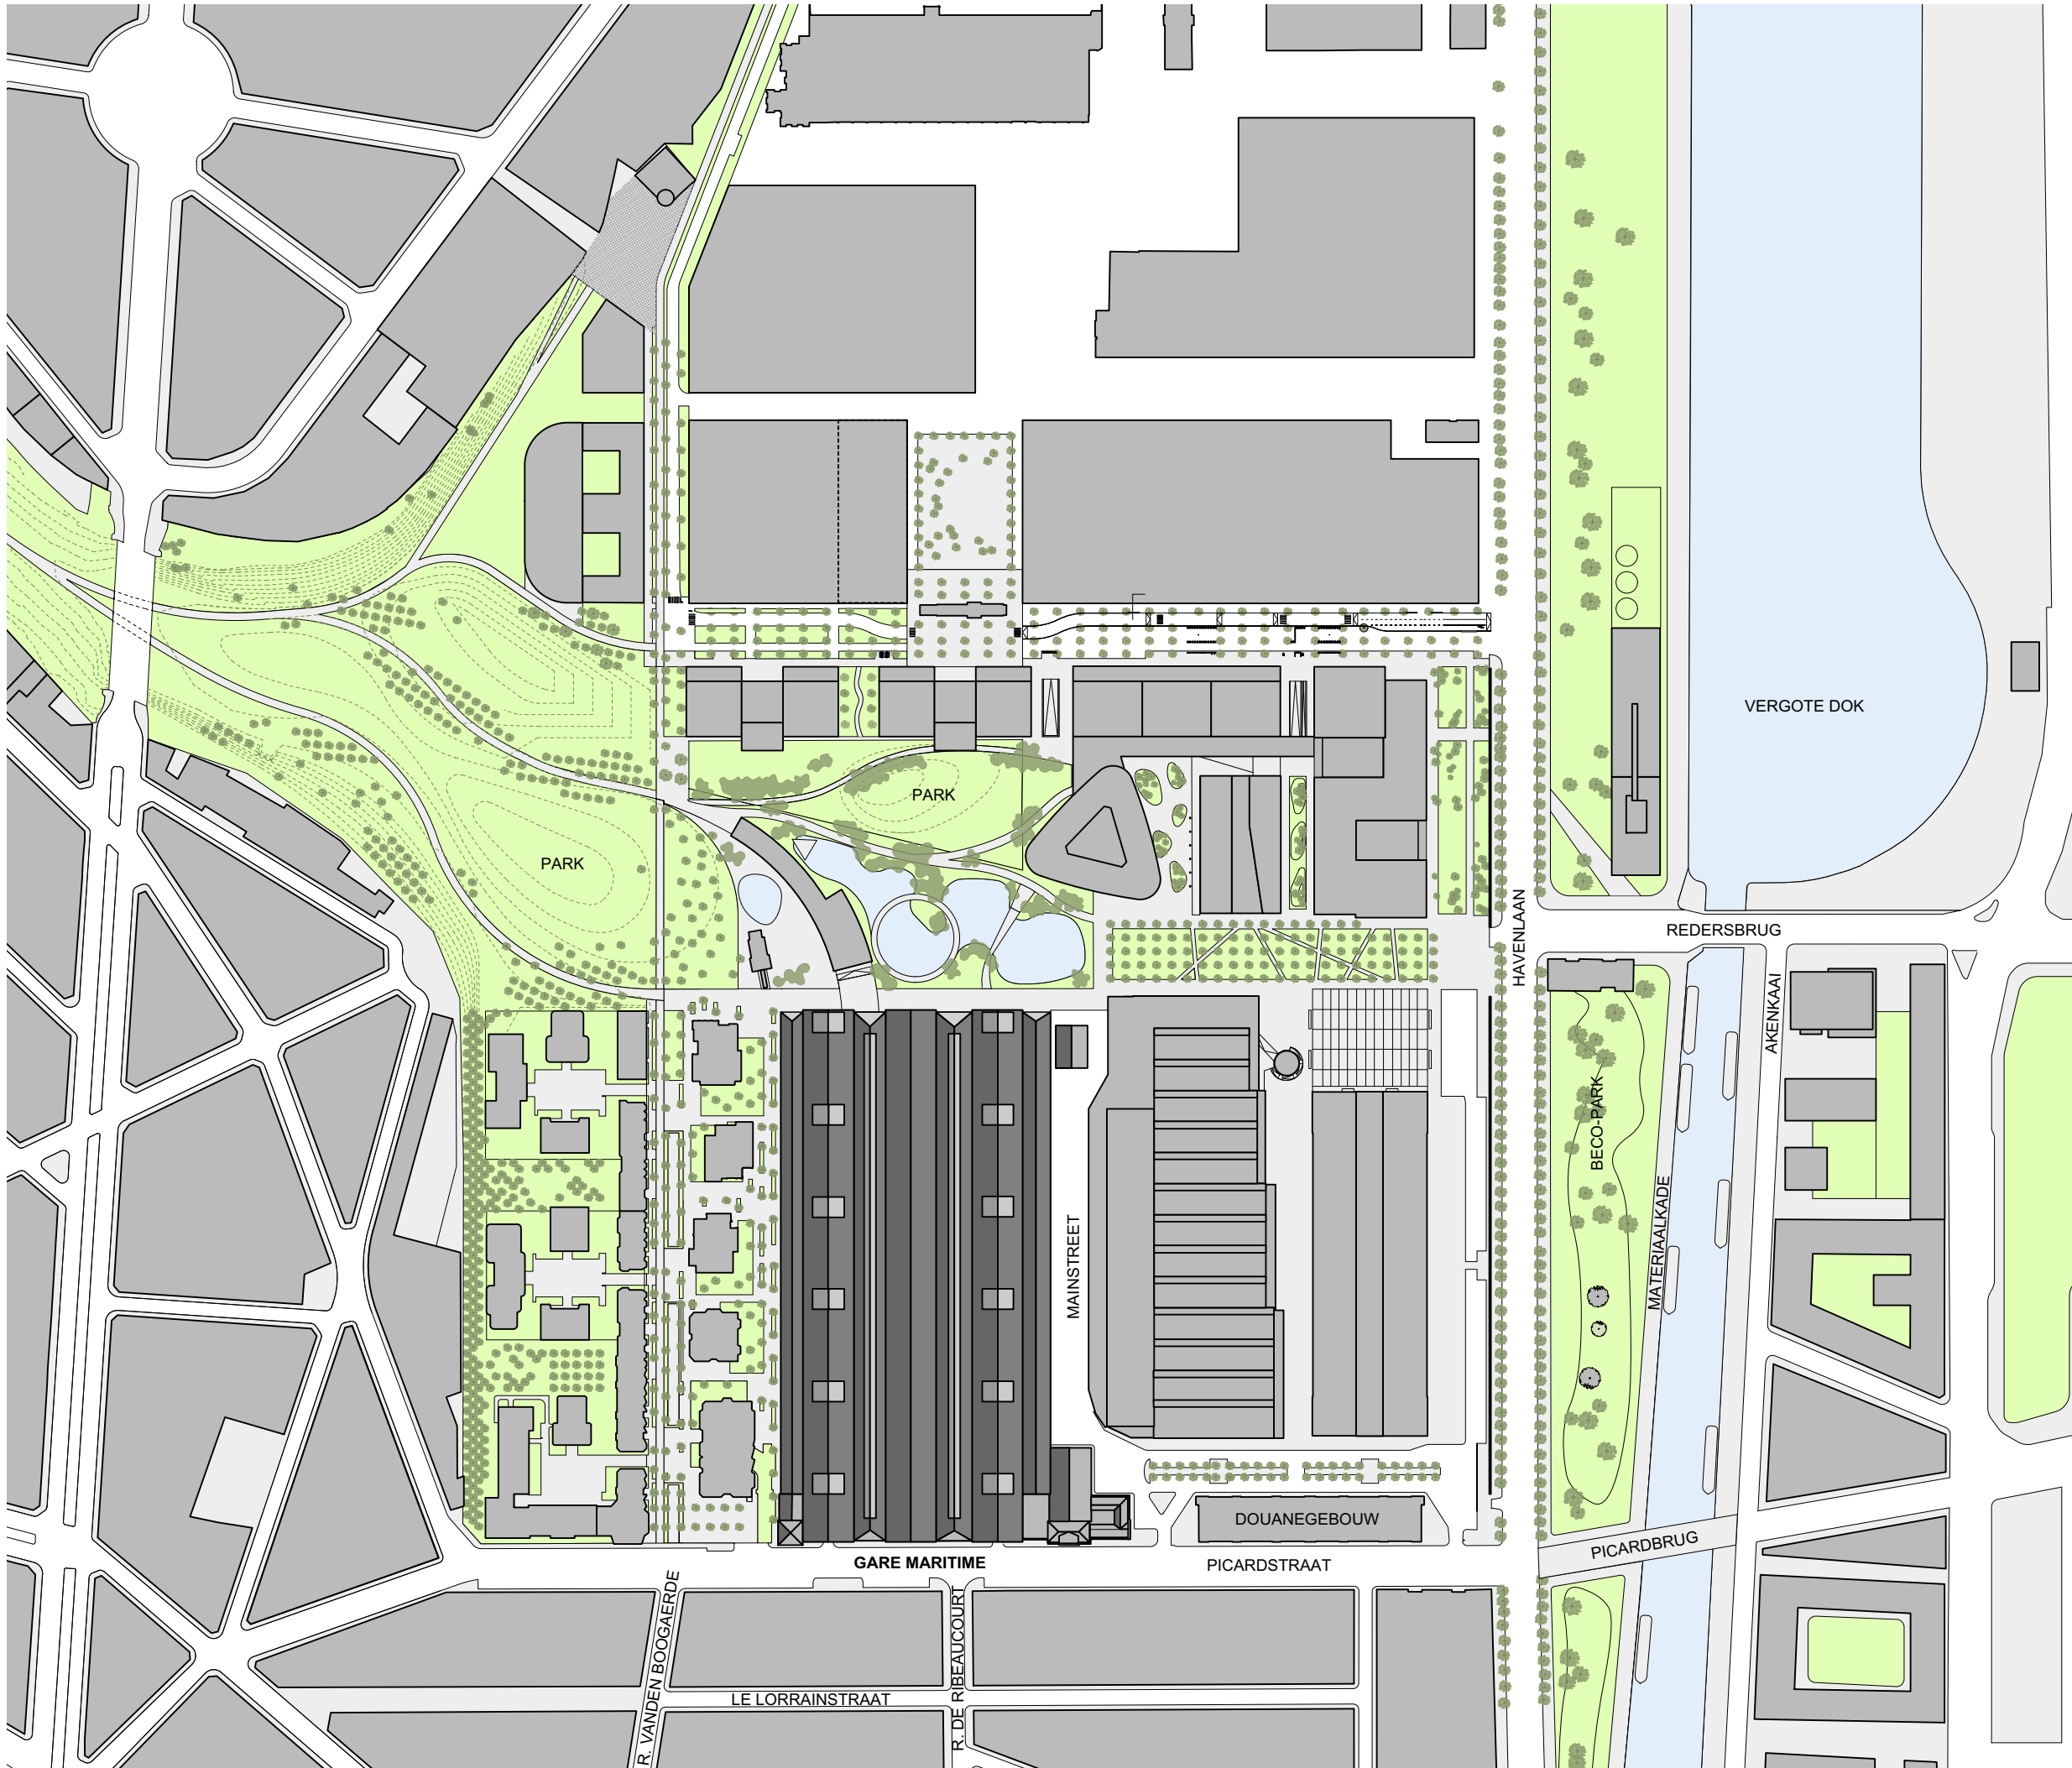 VERGOTE DOK
PARK
PARK
HAVENLAAN
REDERSBRUG
AKENKAAI
BECO-PARK
MATERIAALKADE
MAINSTREET
DOUANEGEBOUW
PICARDBRUG
GARE MARITIME
PICARDSTRAAT
R. VANDEN BOOGAERDE
R. DE RIBEAUCOURT
LE LORRAINSTRAAT